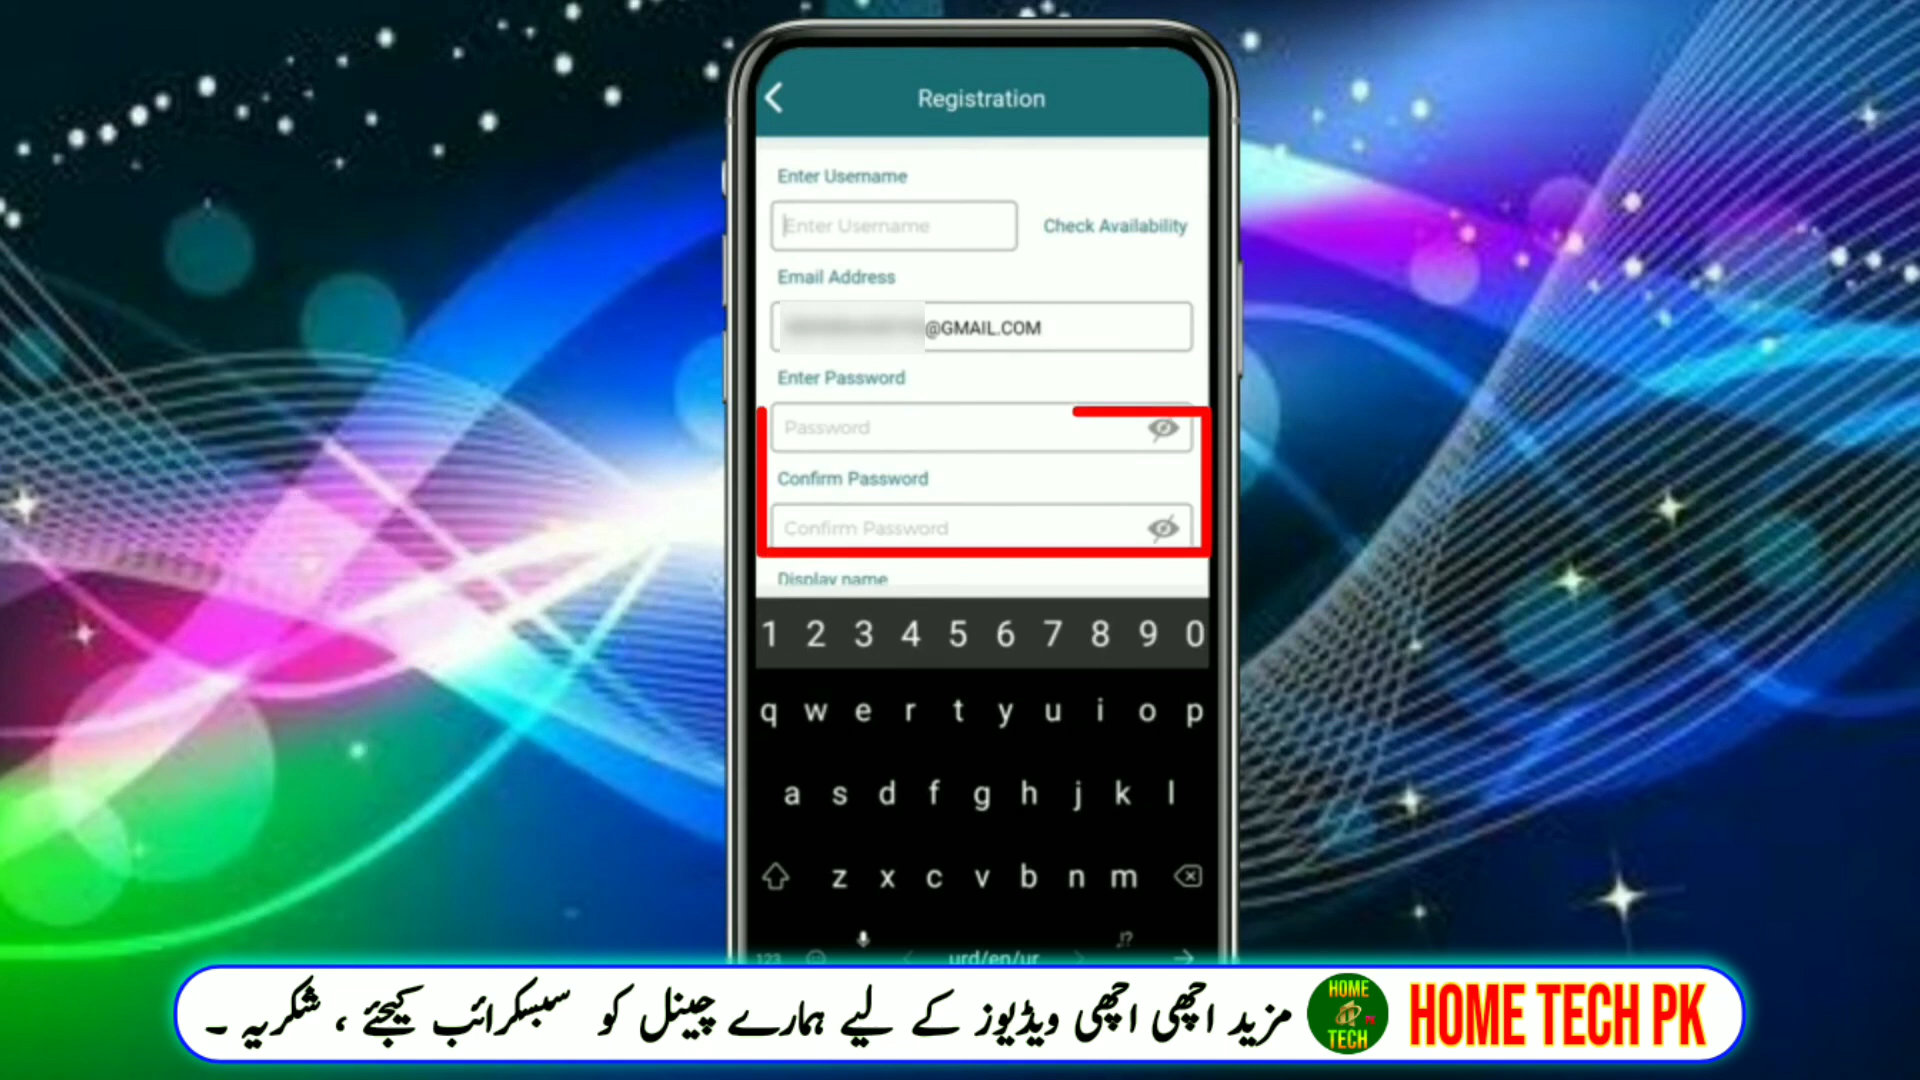 Registration
Enter Username
Enter Username
Check Availability
Email Address
@GMAIL.COM
Enter Password
Password
Confirm Password
Confirm Password
Display name
1 2 3 4 5 6 7 8 9 0
q w e r t y u i o p
a s d f g h j k l
z x c v b n m
!?
123 urd/en/ur
مزید اچھی اچھی ویڈیوز کے لیے ہمارے چینل کو سبسکرائب کیجئے ، شکریہ ۔
HOME
TECH
HOME TECH PK